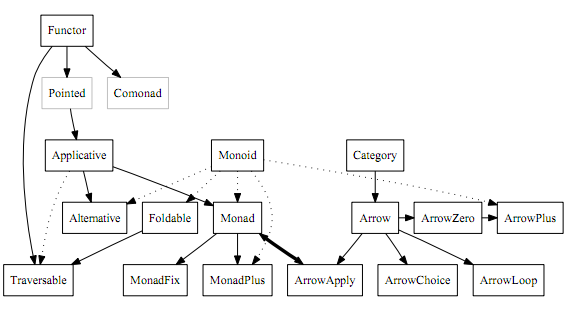 Functor
Pointed
Comonad
Applicative
Monoid
Category
Alternative
Foldable
Monad
Arrow
ArrowZero
ArrowPlus
Traversable
MonadFix
MonadPlus
ArrowApply
ArrowChoice
ArrowLoop